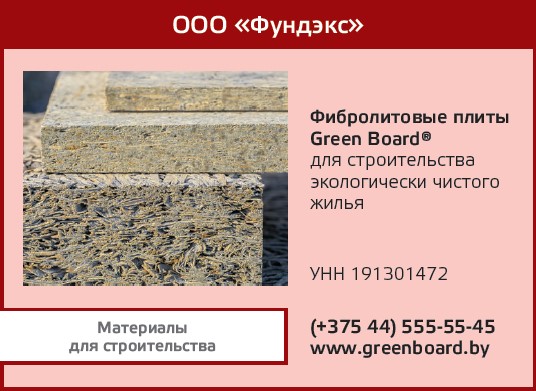 ООО «Фундэкс»
Фибролитовые плиты
Green Board®
для строительства
экологически чистого
жилья
УНН 191301472
Материалы
для строительства
(+375 44) 555-55-45
www.greenboard.by